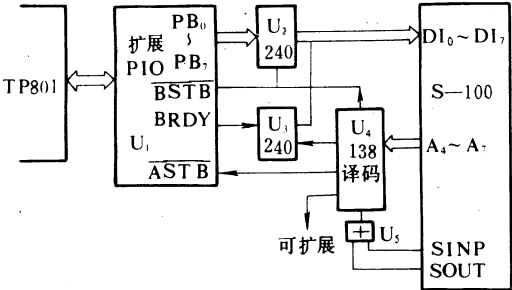 TP801
扩展
PIO
U₁
PB₀
~
PB₇
BSTB
BRDY
ASTB
U₂
240
U₃
240
U₄
138
译码
可扩展
+
U₅
DI₀~DI₇
S—100
A₄~A₇
SINP
SOUT